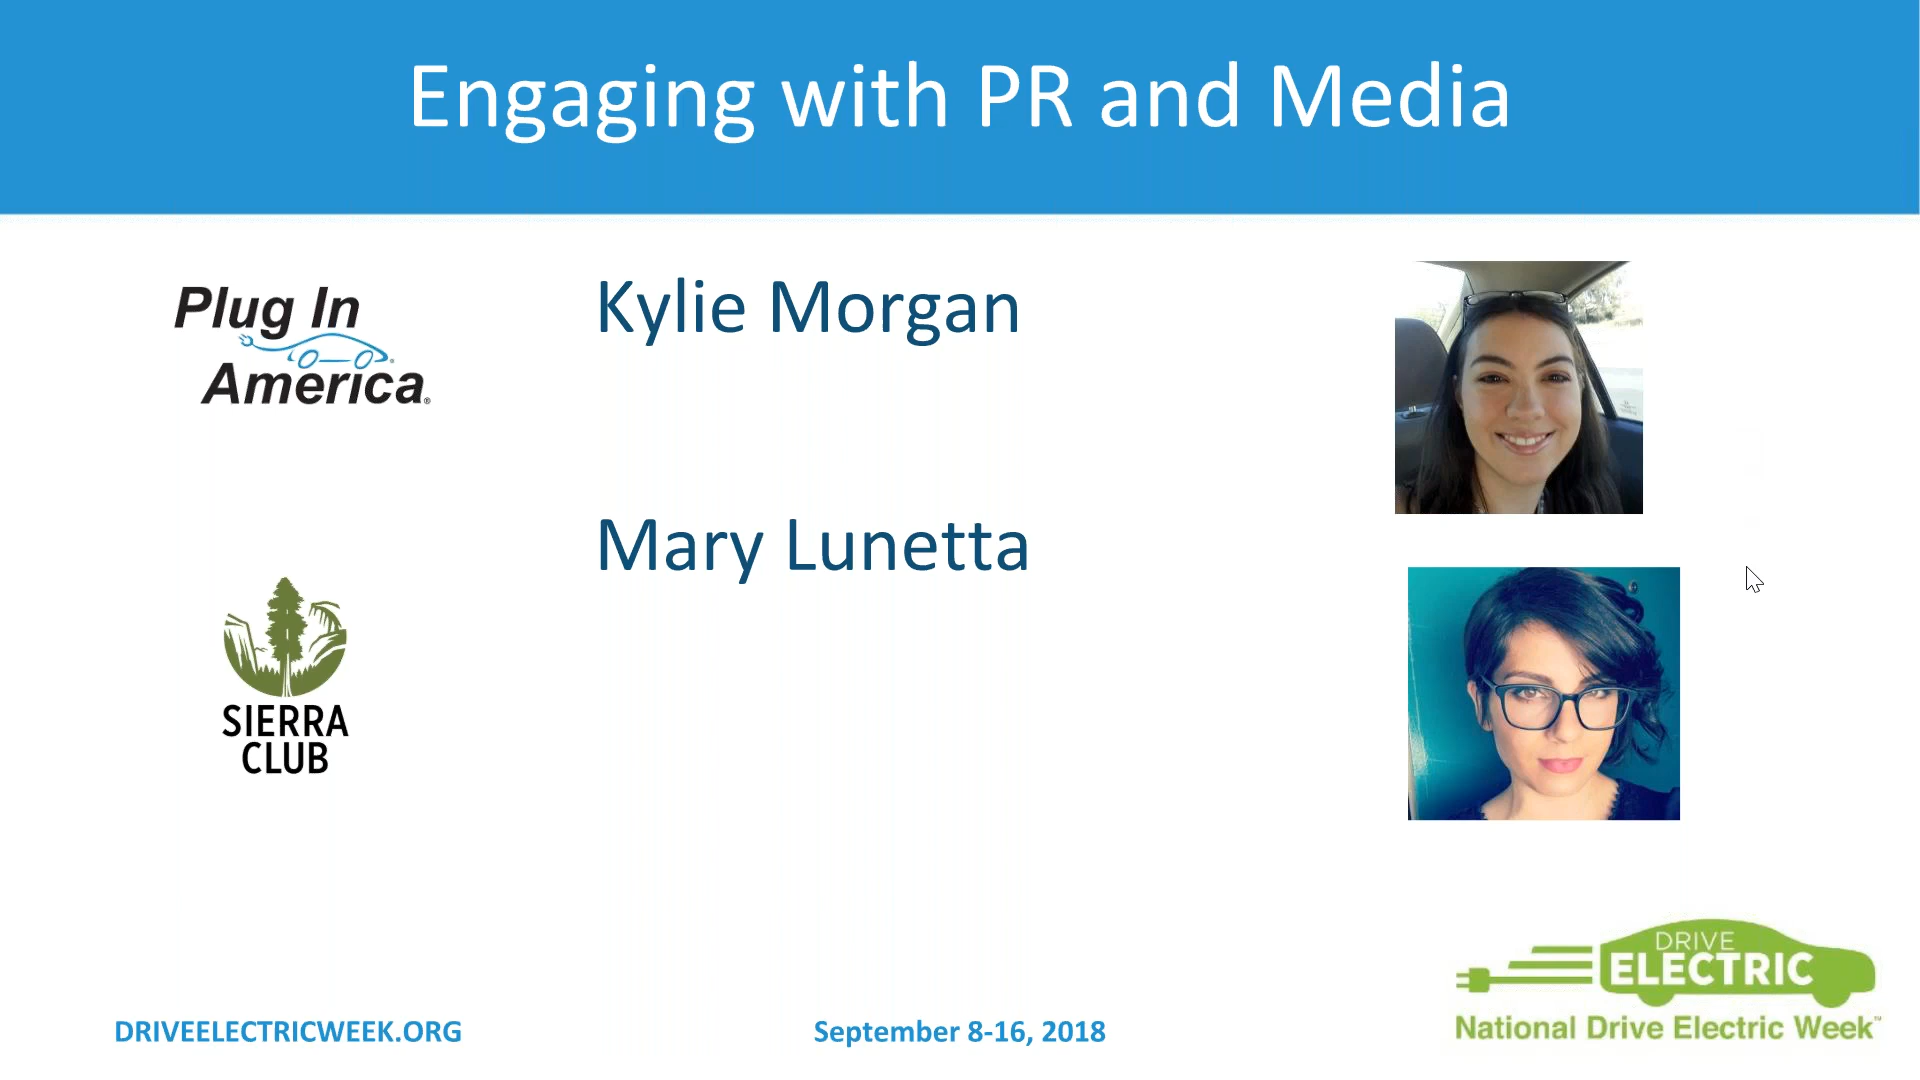 Engaging with PR and Media
Plug In
America®
Kylie Morgan
Mary Lunetta
SIERRA
CLUB
DRIVE
ELECTRIC
National Drive Electric Week™
DRIVEELECTRICWEEK.ORG
September 8-16, 2018